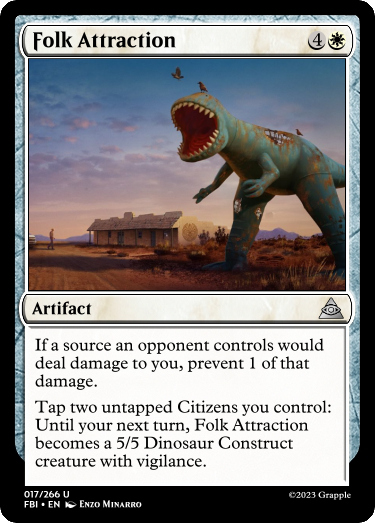 Folk Attraction 4
Artifact
If a source an opponent controls would
deal damage to you, prevent 1 of that
damage.
Tap two untapped Citizens you control:
Until your next turn, Folk Attraction
becomes a 5/5 Dinosaur Construct
creature with vigilance.
017/266 U
FBI • EN Enzo Minarro
©2023 Grapple